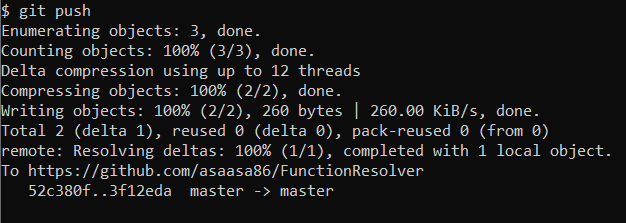 $ git push
Enumerating objects: 3, done.
Counting objects: 100% (3/3), done.
Delta compression using up to 12 threads
Compressing objects: 100% (2/2), done.
Writing objects: 100% (2/2), 260 bytes | 260.00 KiB/s, done.
Total 2 (delta 1), reused 0 (delta 0), pack-reused 0 (from 0)
remote: Resolving deltas: 100% (1/1), completed with 1 local object.
To https://github.com/asaasa86/FunctionResolver
   52c380f..3f12eda  master -> master